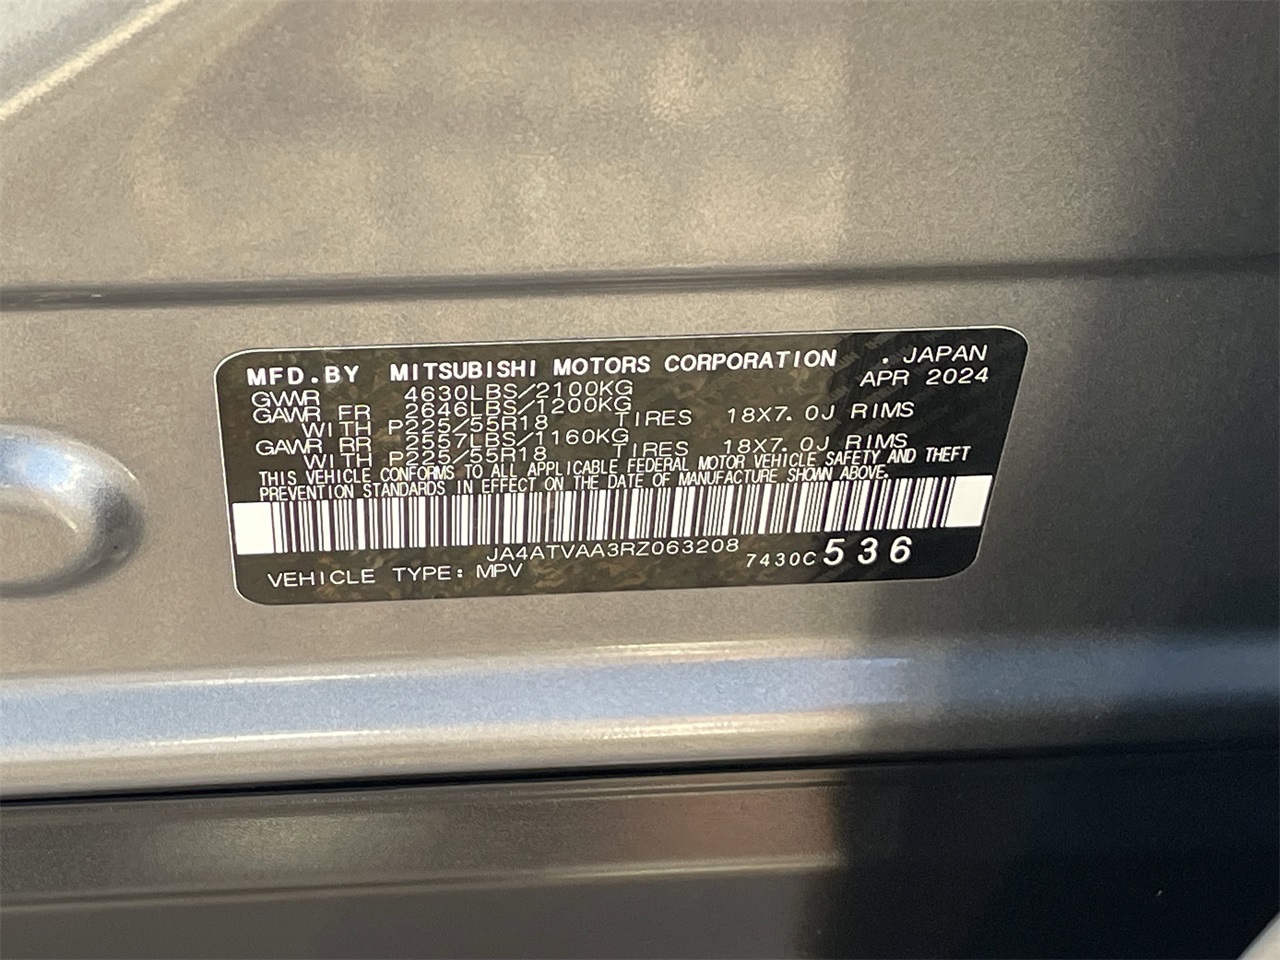 MFD.BY MITSUBISHI MOTORS CORPORATION . JAPAN
APR 2024
GVWR 4630LBS/2100KG
GAWR FR 2646LBS/1200KG
WITH P225/55R18 TIRES 18X7.0J RIMS
GAWR RR 2557LBS/1160KG
WITH P225/55R18 TIRES 18X7.0J RIMS
THIS VEHICLE CONFORMS TO ALL APPLICABLE FEDERAL MOTOR VEHICLE SAFETY AND THEFT
PREVENTION STANDARDS IN EFFECT ON THE DATE OF MANUFACTURE SHOWN ABOVE.
JA4ATVAA3RZ063208
VEHICLE TYPE: MPV 7430C 536